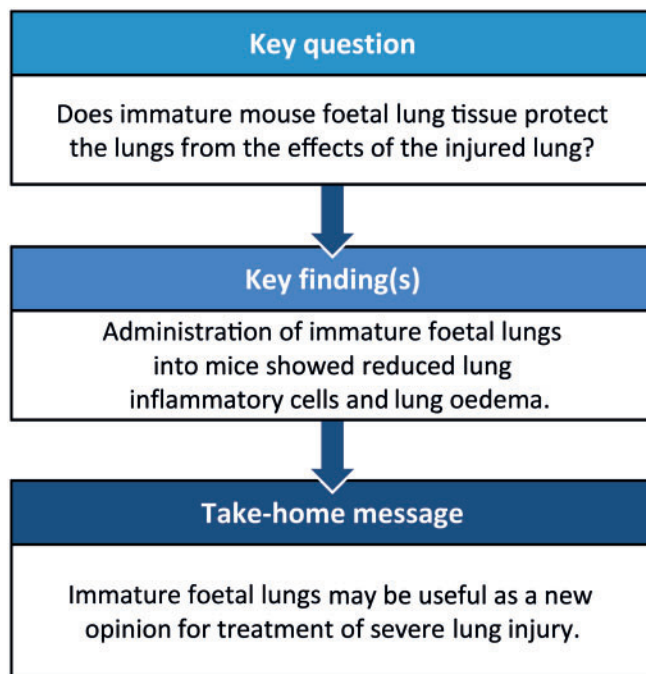 Key question
Does immature mouse foetal lung tissue protect
the lungs from the effects of the injured lung?
Key finding(s)
Administration of immature foetal lungs
into mice showed reduced lung
inflammatory cells and lung oedema.
Take-home message
Immature foetal lungs may be useful as a new
opinion for treatment of severe lung injury.